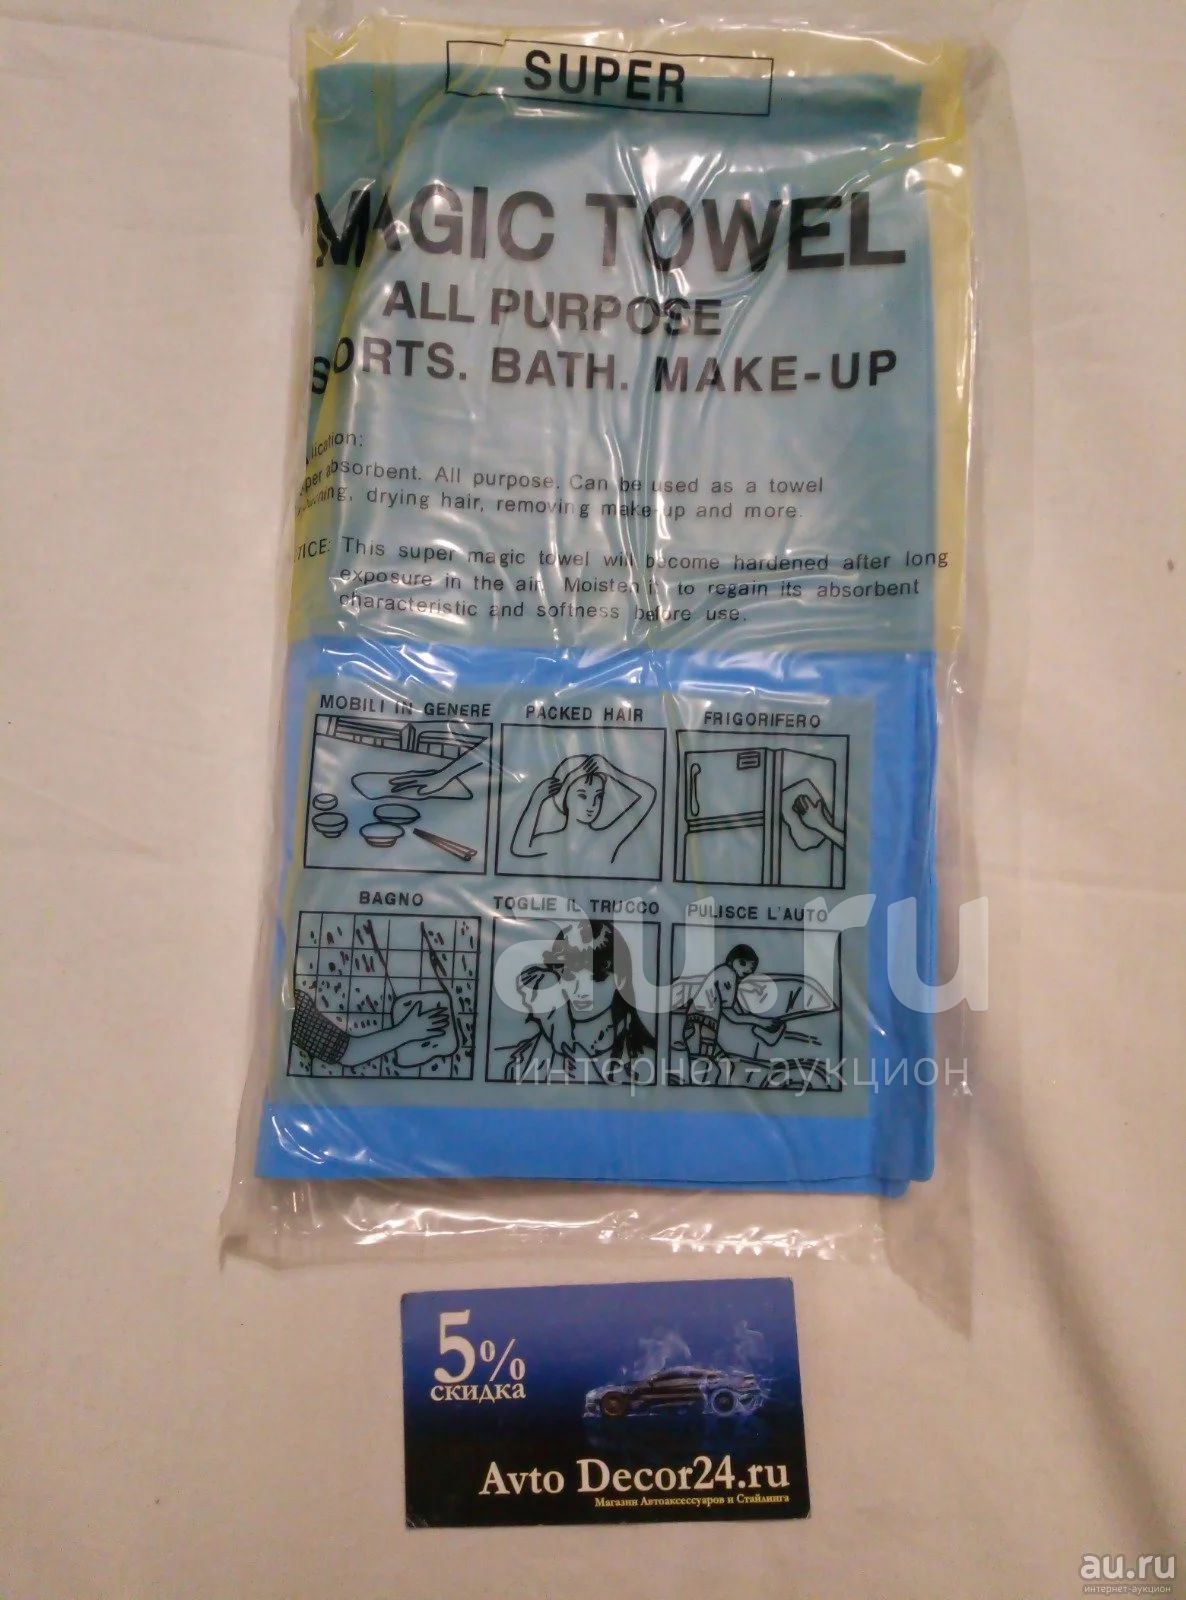 SUPER
MAGIC TOWEL
ALL PURPOSE
SPORTS. BATH. MAKE-UP
absorbent. All purpose. Can be used as a towel
drying hair, removing make-up and more.
This super magic towel will become hardened after long
exposure in the air. Moisten it to regain its absorbent
characteristic and softness before use.
MOBILI IN GENERE PACKED HAIR FRIGORIFERO
BAGNO TOGLIE IL TRUCCO PULISCE L'AUTO
au.ru
интернет-аукцион
5%
скидка
Avto Decor24.ru
Магазин Автоаксессуаров и Стайлинга
au.ru
интернет-аукцион